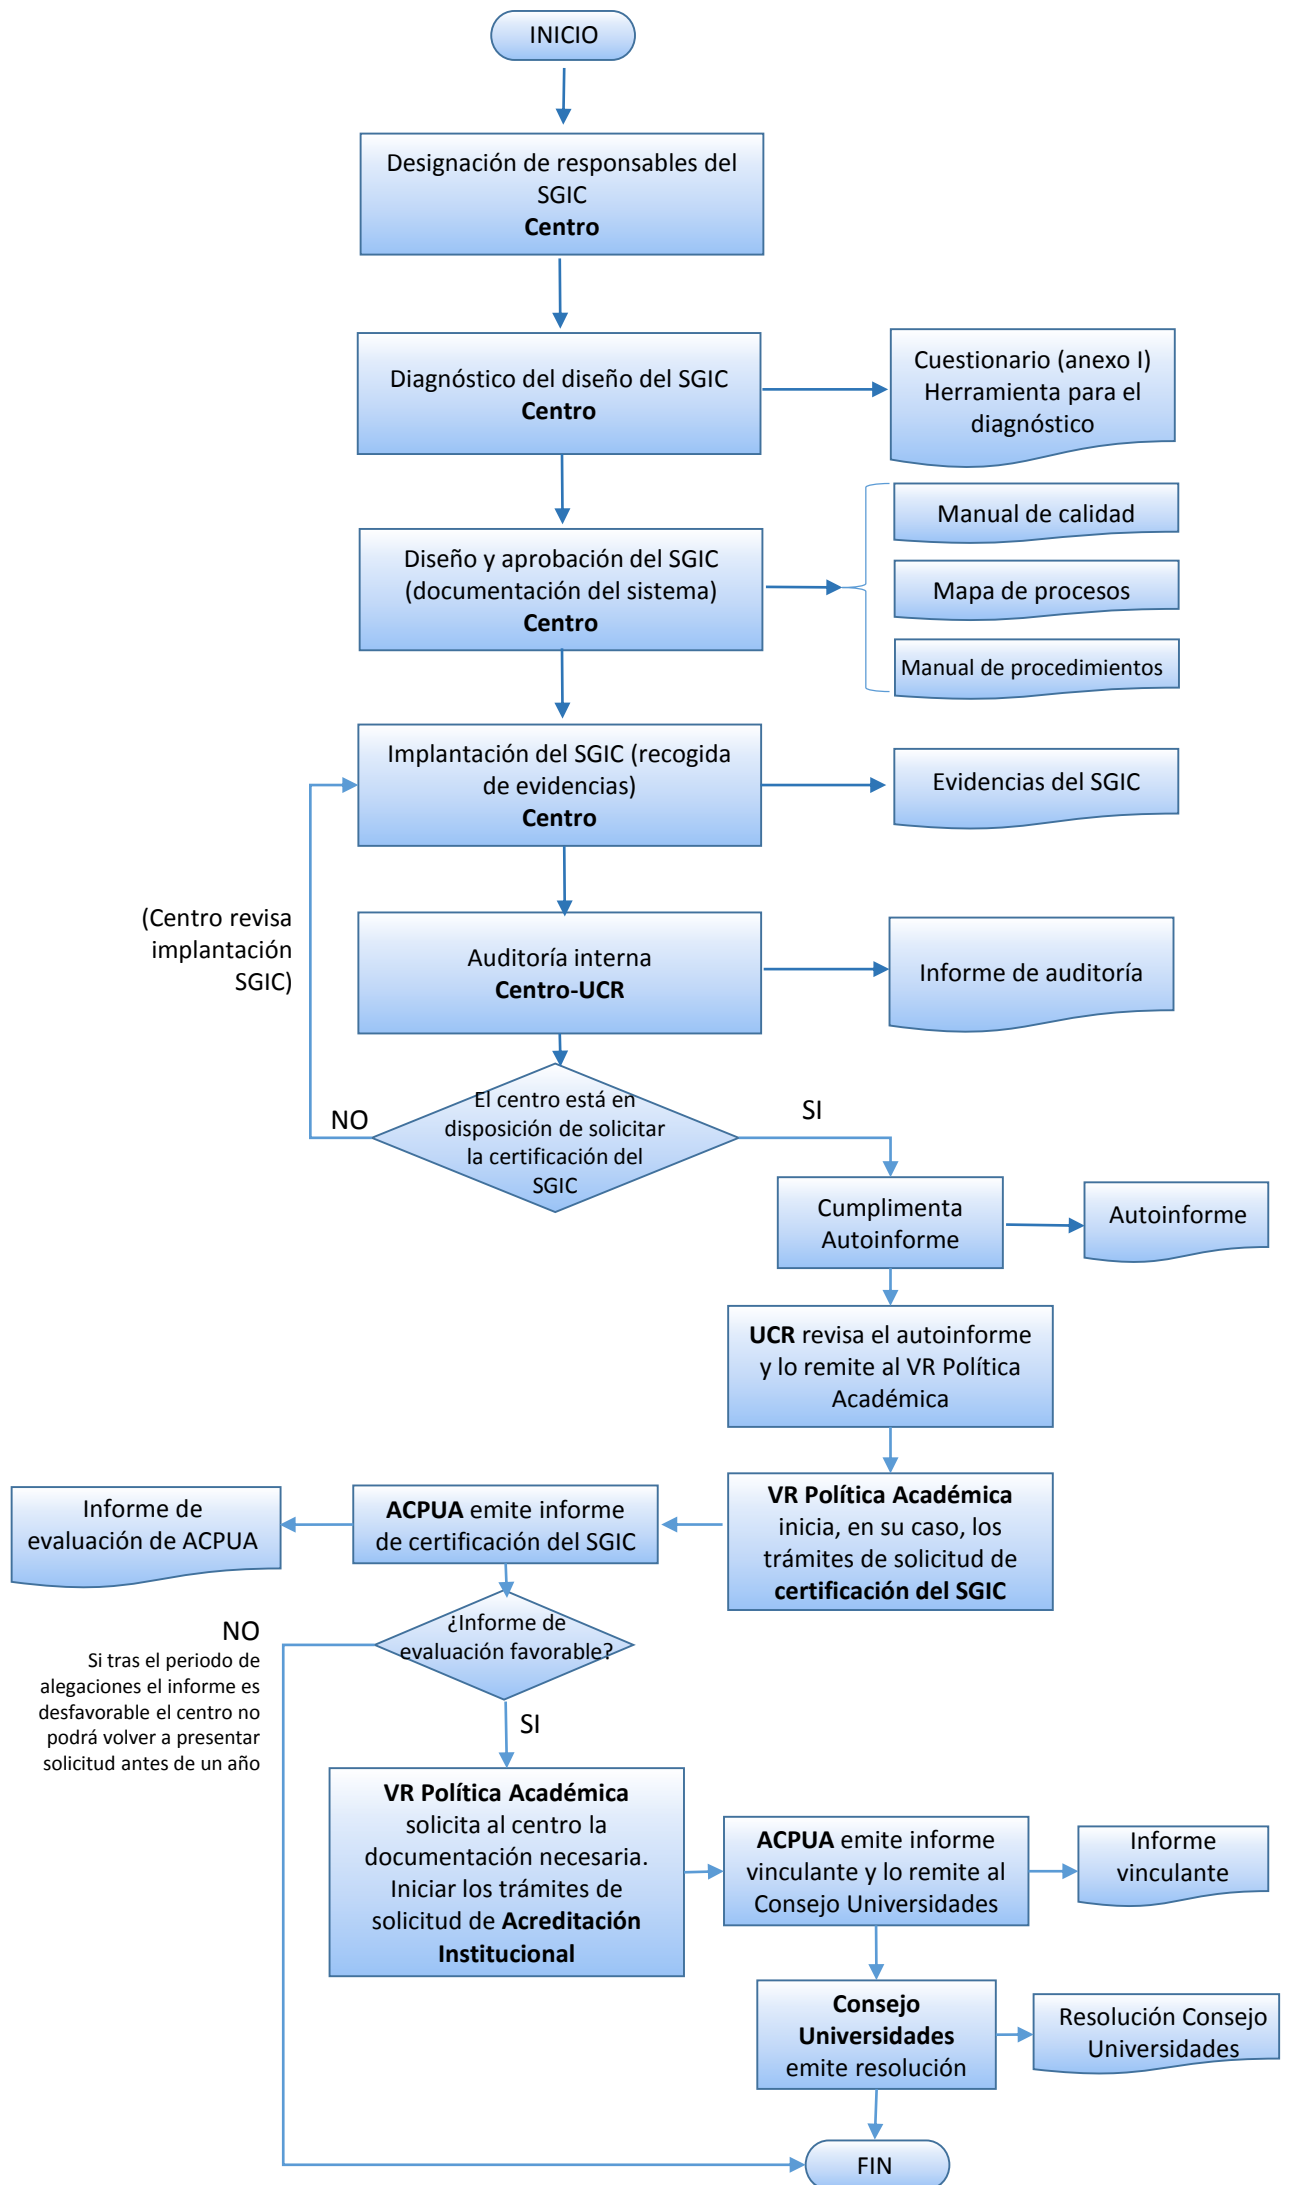 INICIO
Designación de responsables del
SGIC
Centro
Diagnóstico del diseño del SGIC
Centro
Cuestionario (anexo I)
Herramienta para el
diagnóstico
Diseño y aprobación del SGIC
(documentación del sistema)
Centro
Manual de calidad
Mapa de procesos
Manual de procedimientos
Implantación del SGIC (recogida
de evidencias)
Centro
Evidencias del SGIC
(Centro revisa
implantación
SGIC)
Auditoría interna
Centro-UCR
Informe de auditoría
El centro está en
disposición de solicitar
la certificación del
SGIC
NO
SI
Cumplimenta
Autoinforme
Autoinforme
UCR revisa el autoinforme
y lo remite al VR Política
Académica
VR Política Académica
inicia, en su caso, los
trámites de solicitud de
certificación del SGIC
ACPUA emite informe
de certificación del SGIC
Informe de
evaluación de ACPUA
¿Informe de
evaluación favorable?
NO
Si tras el periodo de
alegaciones el informe es
desfavorable el centro no
podrá volver a presentar
solicitud antes de un año
SI
VR Política Académica
solicita al centro la
documentación necesaria.
Iniciar los trámites de
solicitud de Acreditación
Institucional
ACPUA emite informe
vinculante y lo remite al
Consejo Universidades
Informe
vinculante
Consejo
Universidades
emite resolución
Resolución Consejo
Universidades
FIN